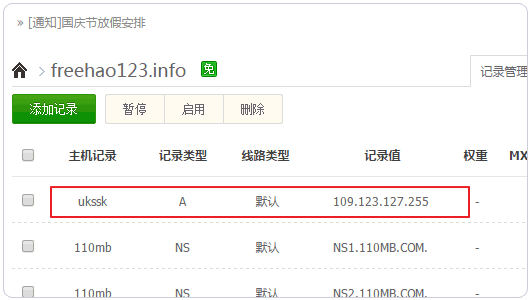 » [通知]国庆节放假安排
freehao123.info 免
记录管理
添加记录 暂停 启用 删除
主机记录 记录类型 线路类型 记录值 权重 MX
ukssk A 默认 109.123.127.255 -
110mb NS 默认 NS1.110MB.COM. -
110mb NS 默认 NS2.110MB.COM. -